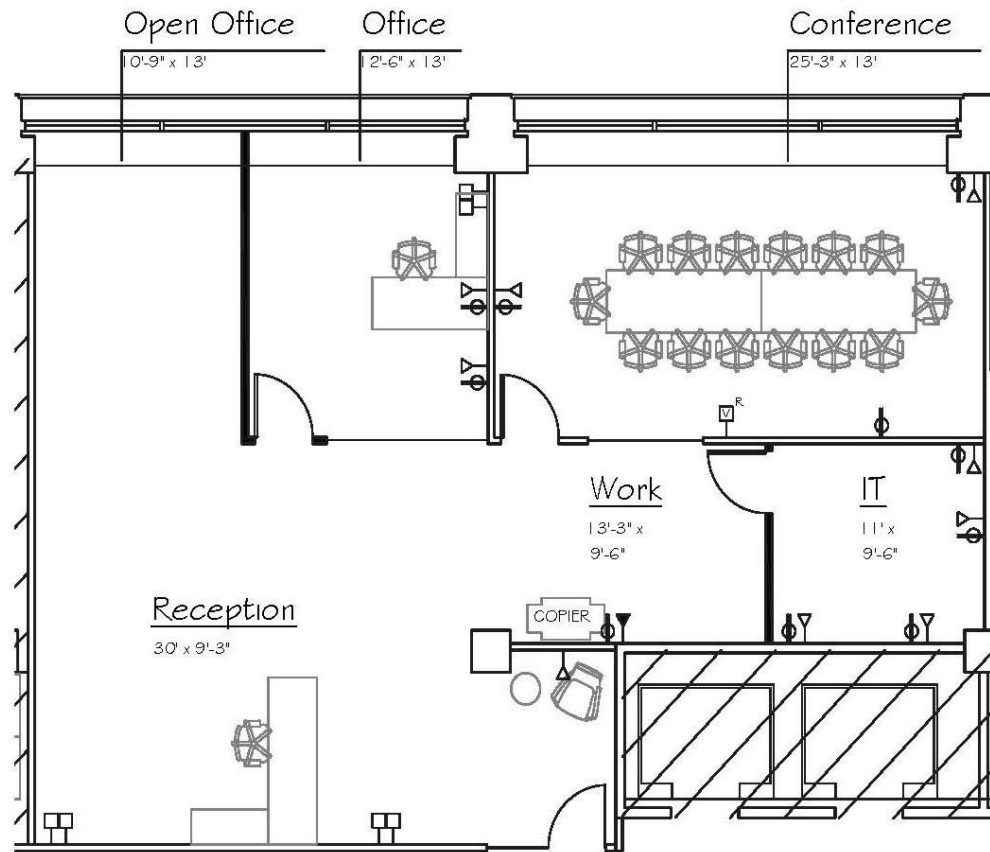 Open Office
10'-9" x 13'
Office
12'-6" x 13'
Conference
25'-3" x 13'
V R
Work
13'-3" x
9'-6"
IT
11' x
9'-6"
Reception
30' x 9'-3"
COPIER